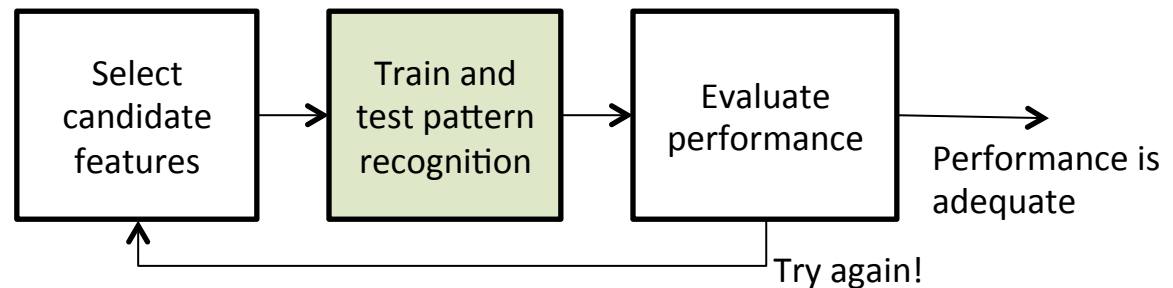 Select
candidate
features
Train and
test pattern
recognition
Evaluate
performance
Performance is
adequate
Try again!